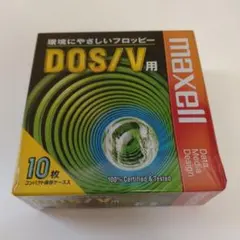 環境にやさしいフロッピー
DOS/V用
maxell
Data
Media
Design
10枚
コンパクト収納ケース入
100% Certified & Tested